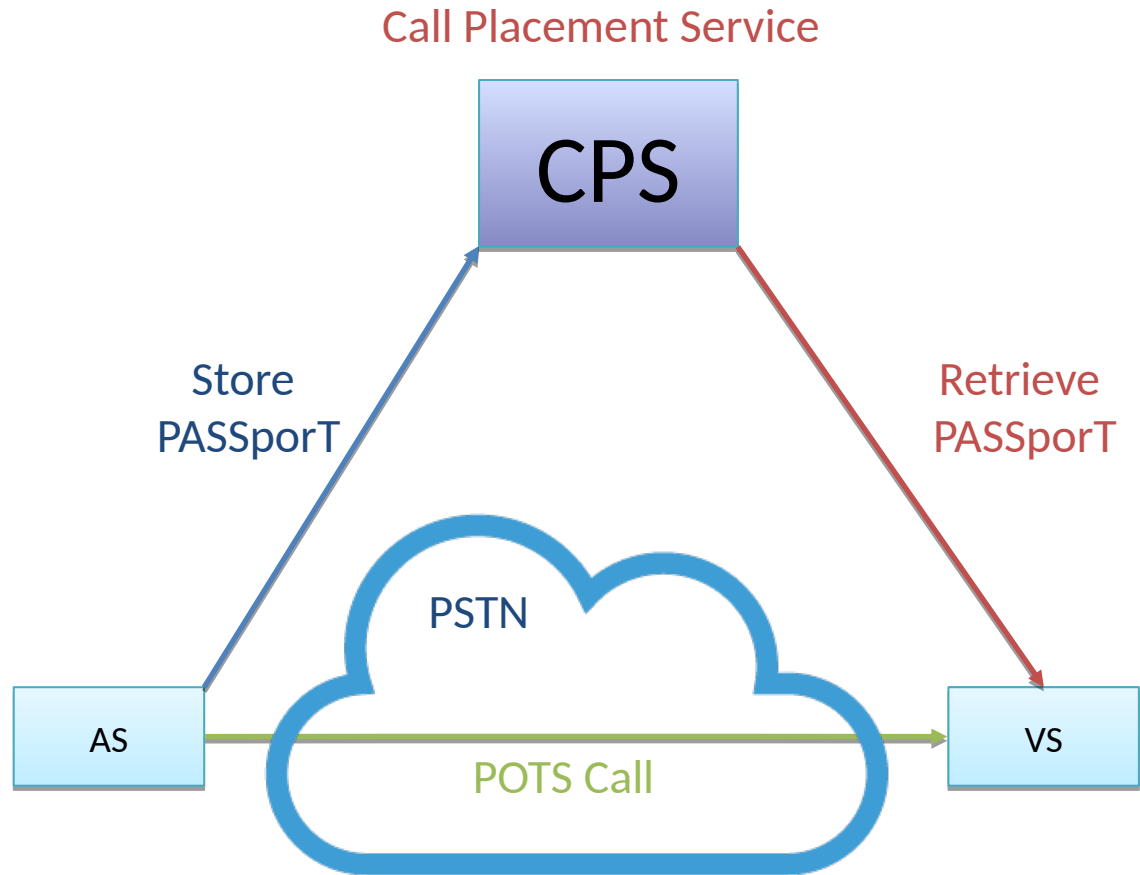 Call Placement Service
CPS
Store
PASSporT
Retrieve
PASSporT
PSTN
AS
VS
POTS Call